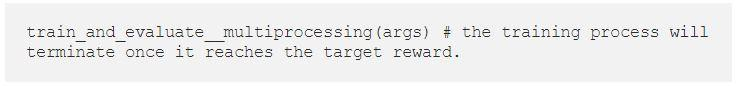 train_and_evaluate__multiprocessing(args) # the training process will
terminate once it reaches the target reward.